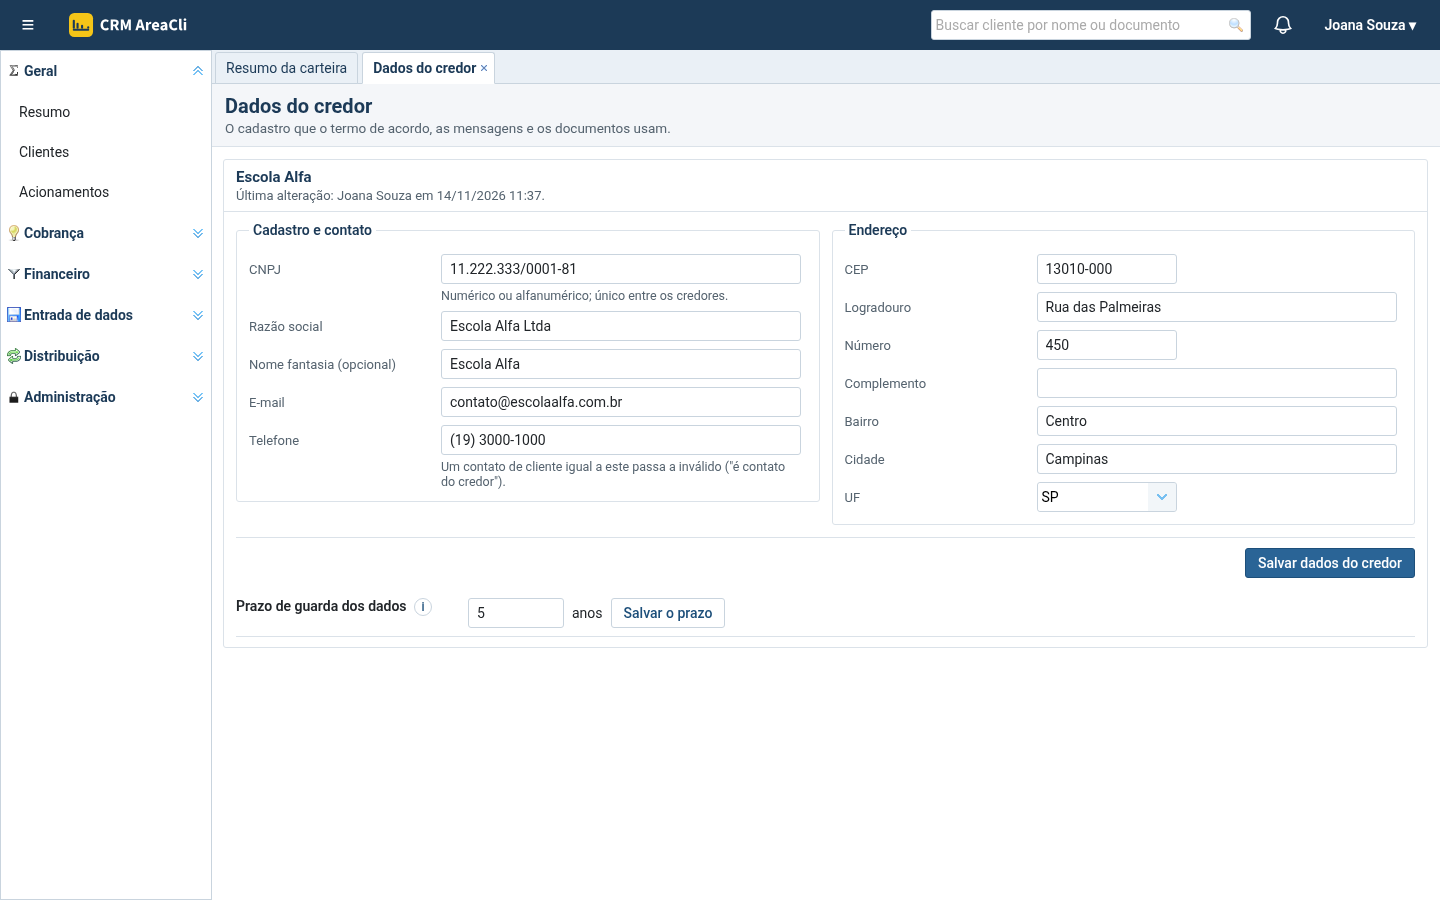 CRM AreaCli
Buscar cliente por nome ou documento
Joana Souza ▾
Geral
Resumo
Clientes
Acionamentos
Cobrança
Financeiro
Entrada de dados
Distribuição
Administração
Resumo da carteira
Dados do credor ×
Dados do credor
O cadastro que o termo de acordo, as mensagens e os documentos usam.
Escola Alfa
Última alteração: Joana Souza em 14/11/2026 11:37.
Cadastro e contato
CNPJ
11.222.333/0001-81
Numérico ou alfanumérico; único entre os credores.
Razão social
Escola Alfa Ltda
Nome fantasia (opcional)
Escola Alfa
E-mail
contato@escolaalfa.com.br
Telefone
(19) 3000-1000
Um contato de cliente igual a este passa a inválido ("é contato
do credor").
Endereço
CEP
13010-000
Logradouro
Rua das Palmeiras
Número
450
Complemento
Bairro
Centro
Cidade
Campinas
UF
SP
Salvar dados do credor
Prazo de guarda dos dados i
5
anos
Salvar o prazo